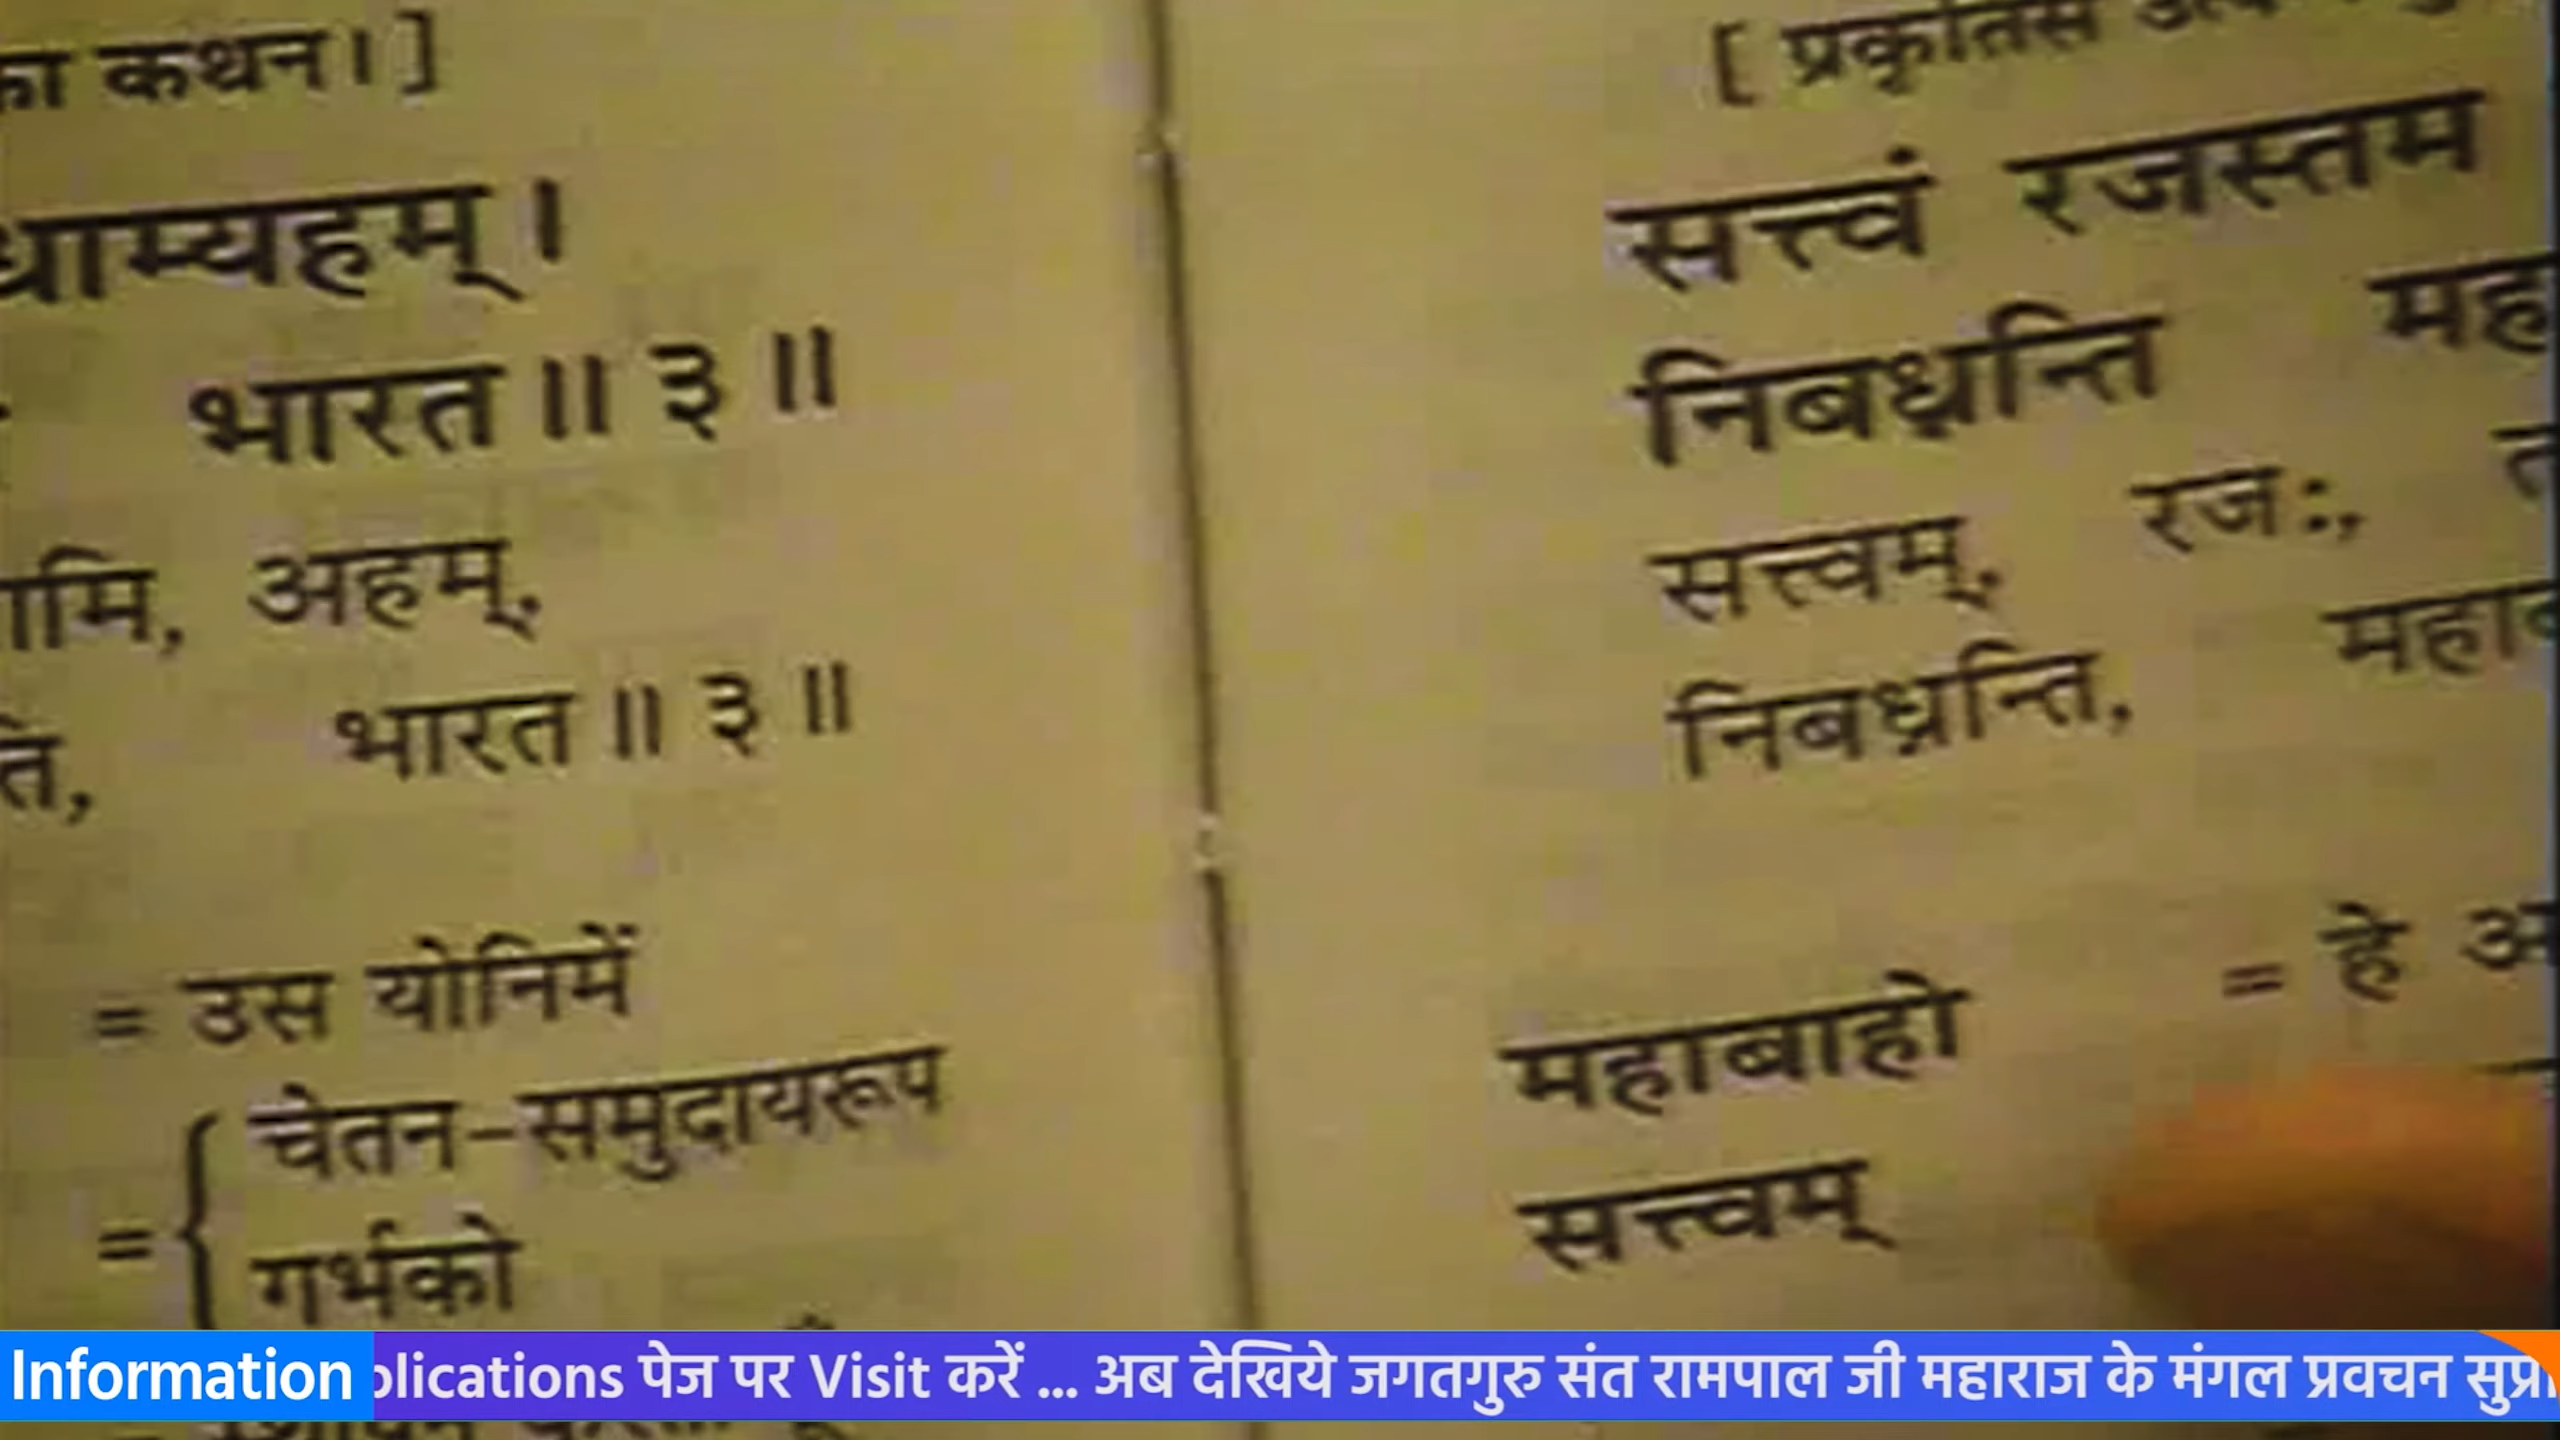 का कथन।]
धाम्यहम्।
भारत॥३॥
ामि, अहम्,
ति, भारत॥३॥
= उस योनिमें
= { चेतन-समुदायरूप
गर्भको
[ प्रकृतिसे
सत्त्वं रजस्तम
निबध्नन्ति मह
सत्त्वम्, रजः, त
निबध्नन्ति, महाब
महाबाहो = हे अ
सत्त्वम्
Information blications पेज पर Visit करें ... अब देखिये जगतगुरु संत रामपाल जी महाराज के मंगल प्रवचन सुप्री